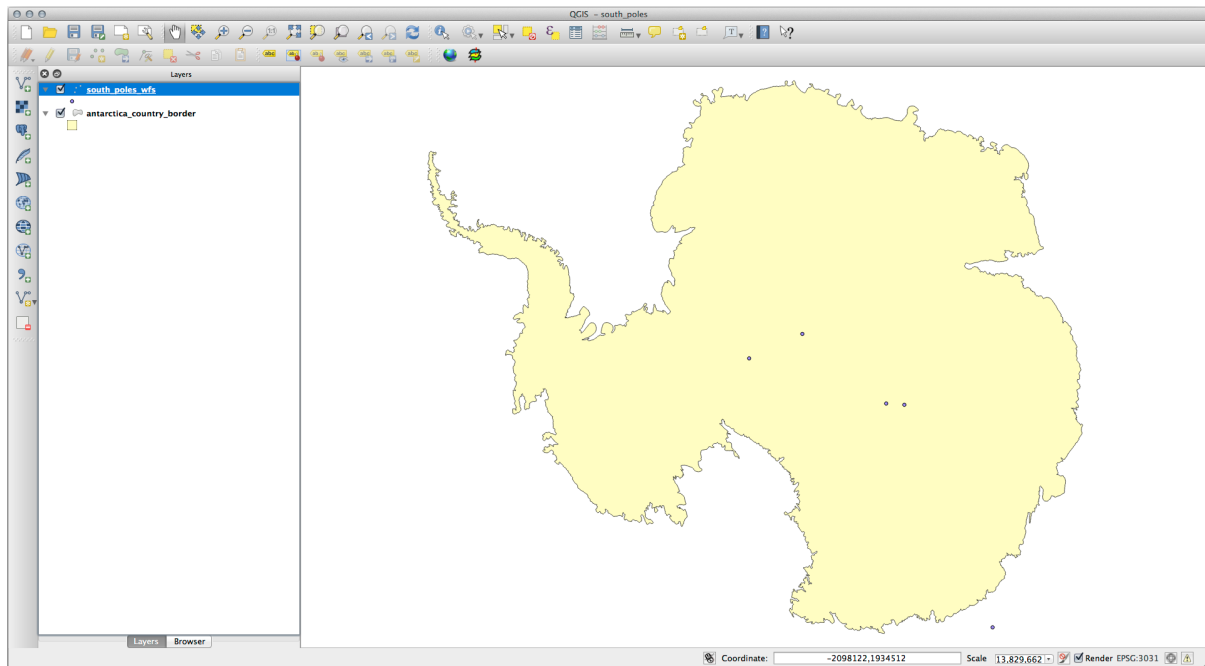 QGIS - south_poles
Layers
south_poles_wfs
antarctica_country_border
Layers Browser
Coordinate: -2098122,1934512 Scale 13,829,662 Render EPSG:3031